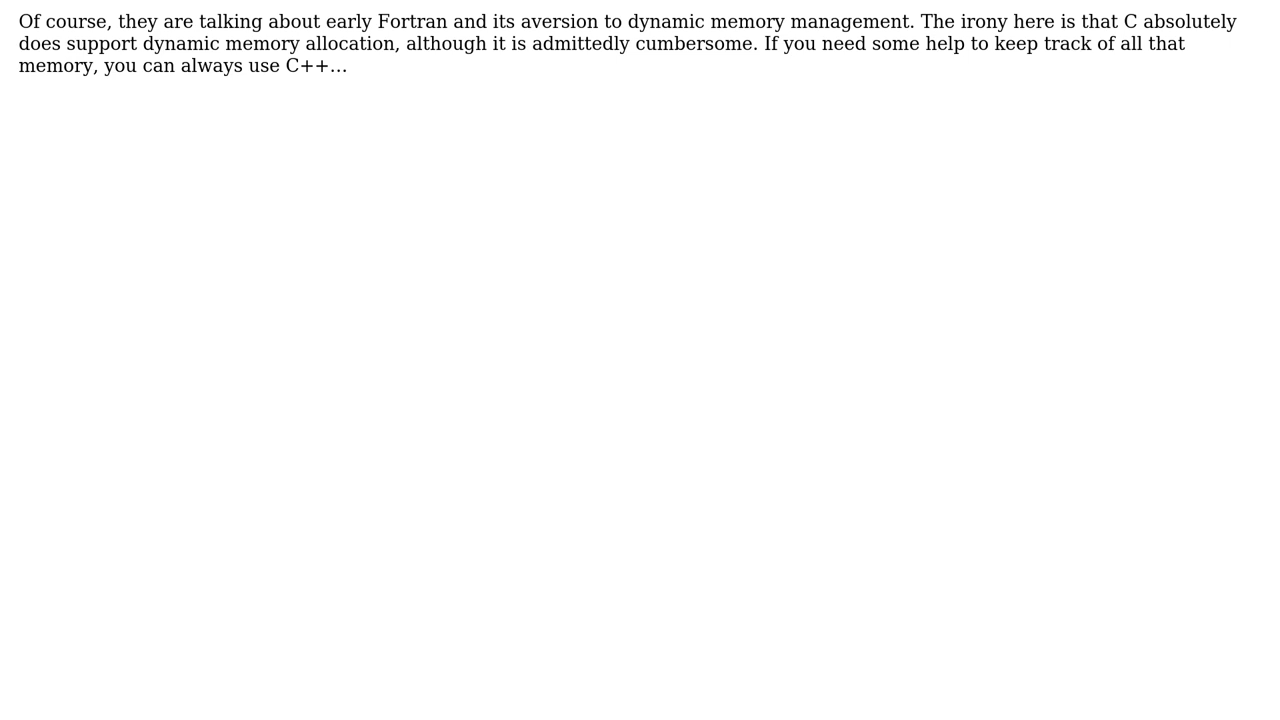 Of course, they are talking about early Fortran and its aversion to dynamic memory management. The irony here is that C absolutely
does support dynamic memory allocation, although it is admittedly cumbersome. If you need some help to keep track of all that
memory, you can always use C++…